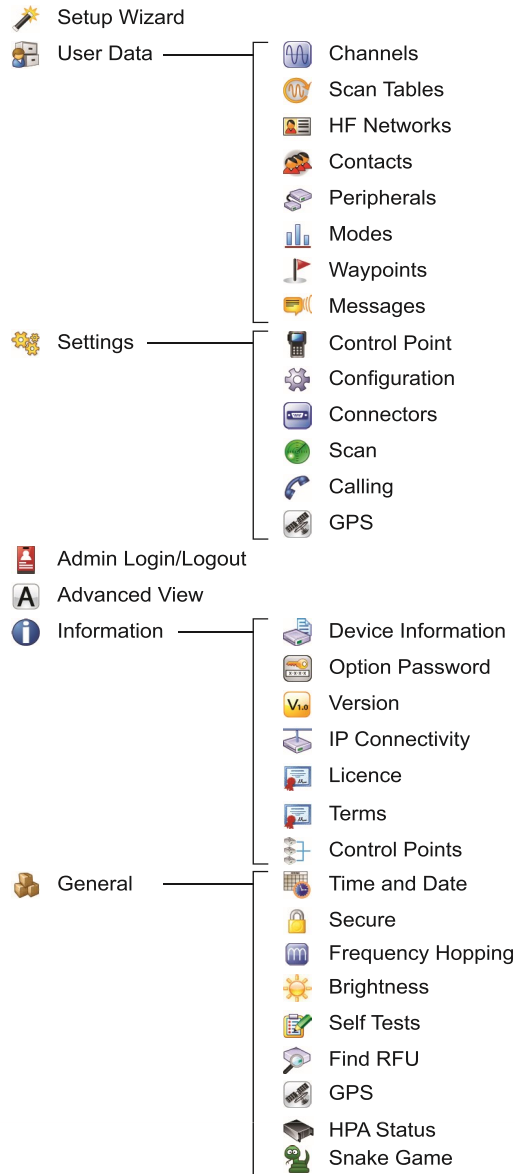 Setup Wizard
User Data
Channels
Scan Tables
HF Networks
Contacts
Peripherals
Modes
Waypoints
Messages
Settings
Control Point
Configuration
Connectors
Scan
Calling
GPS
Admin Login/Logout
A
Advanced View
i
Information
Device Information
Option Password
V1.0
Version
IP Connectivity
Licence
Terms
Control Points
General
Time and Date
Secure
Frequency Hopping
Brightness
Self Tests
Find RFU
GPS
HPA Status
Snake Game